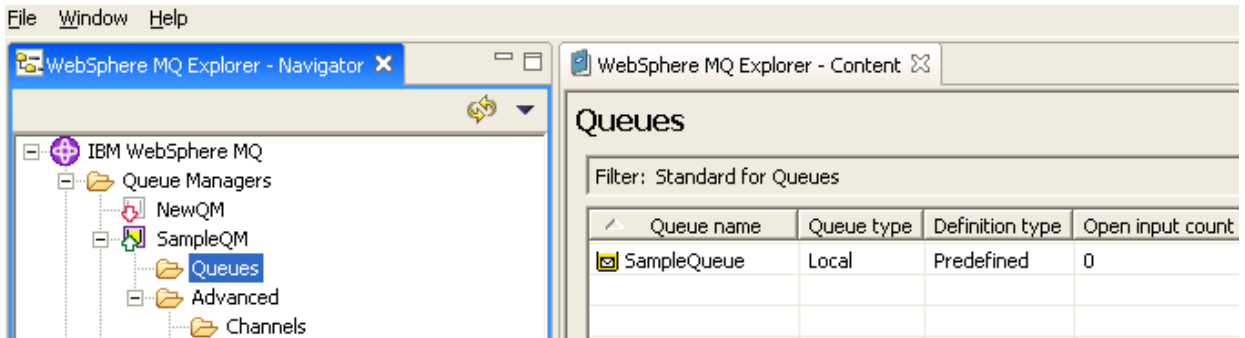 File Window Help
WebSphere MQ Explorer - Navigator
WebSphere MQ Explorer - Content
IBM WebSphere MQ
Queue Managers
NewQM
SampleQM
Queues
Advanced
Channels
Queues
Filter: Standard for Queues
Queue name Queue type Definition type Open input count
SampleQueue Local Predefined 0